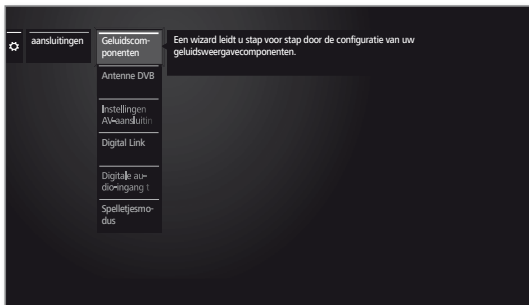 aansluitingen
Geluidscom-
ponenten
Een wizard leidt u stap voor stap door de configuratie van uw
geluidsweergavecomponenten.
Antenne DVB
Instellingen
AV-aansluitin
Digital Link
Digitale au-
dio-ingang t
Spelletjesmo-
dus